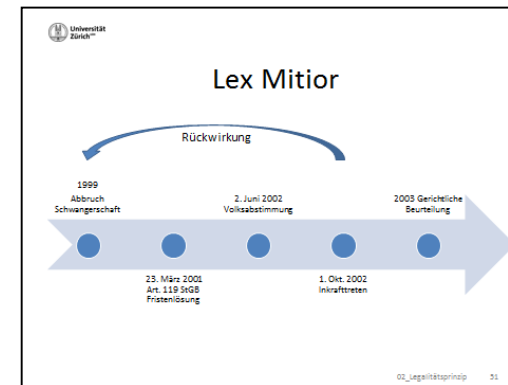 Universität
Zürich
Lex Mitior
Rückwirkung
1999
Abbruch
Schwangerschaft
2. Juni 2002
Volksabstimmung
2003 Gerichtliche
Beurteilung
23. März 2001
Art. 119 StGB
Fristenlösung
1. Okt. 2002
Inkrafttreten
02_Legalitätsprinzip 51